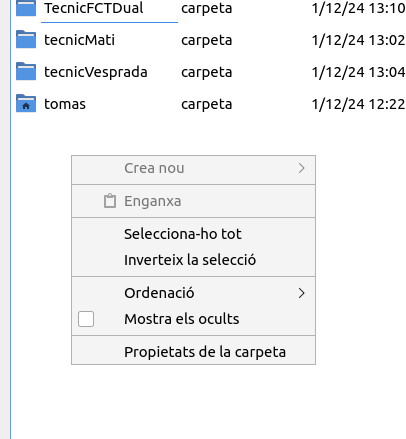 TecnicFCTDual carpeta 1/12/24 13:10
tecnicMati carpeta 1/12/24 13:02
tecnicVesprada carpeta 1/12/24 13:04
tomas carpeta 1/12/24 12:22
Crea nou
Enganxa
Selecciona-ho tot
Inverteix la selecció
Ordenació
Mostra els ocults
Propietats de la carpeta